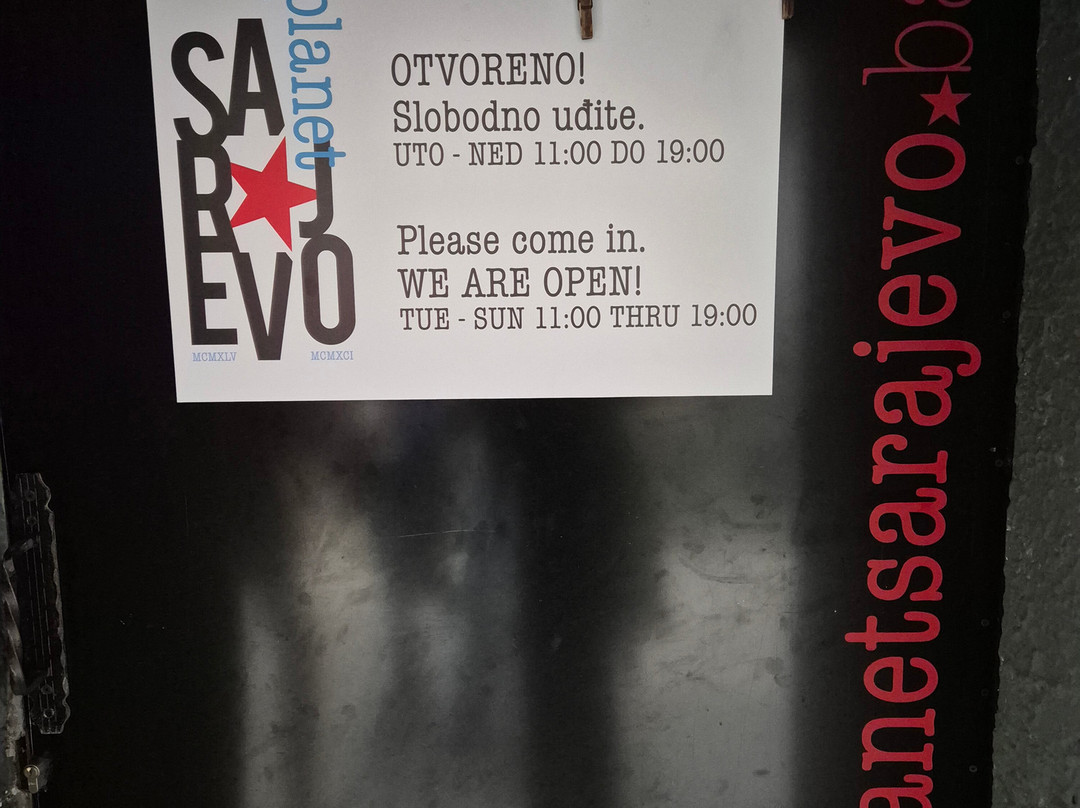 SA
R★J
EVO
planet
MCMXLV MCMXCI
OTVORENO!
Slobodno uđite.
UTO - NED 11:00 DO 19:00
Please come in.
WE ARE OPEN!
TUE - SUN 11:00 THRU 19:00
anetsarajevo★ba